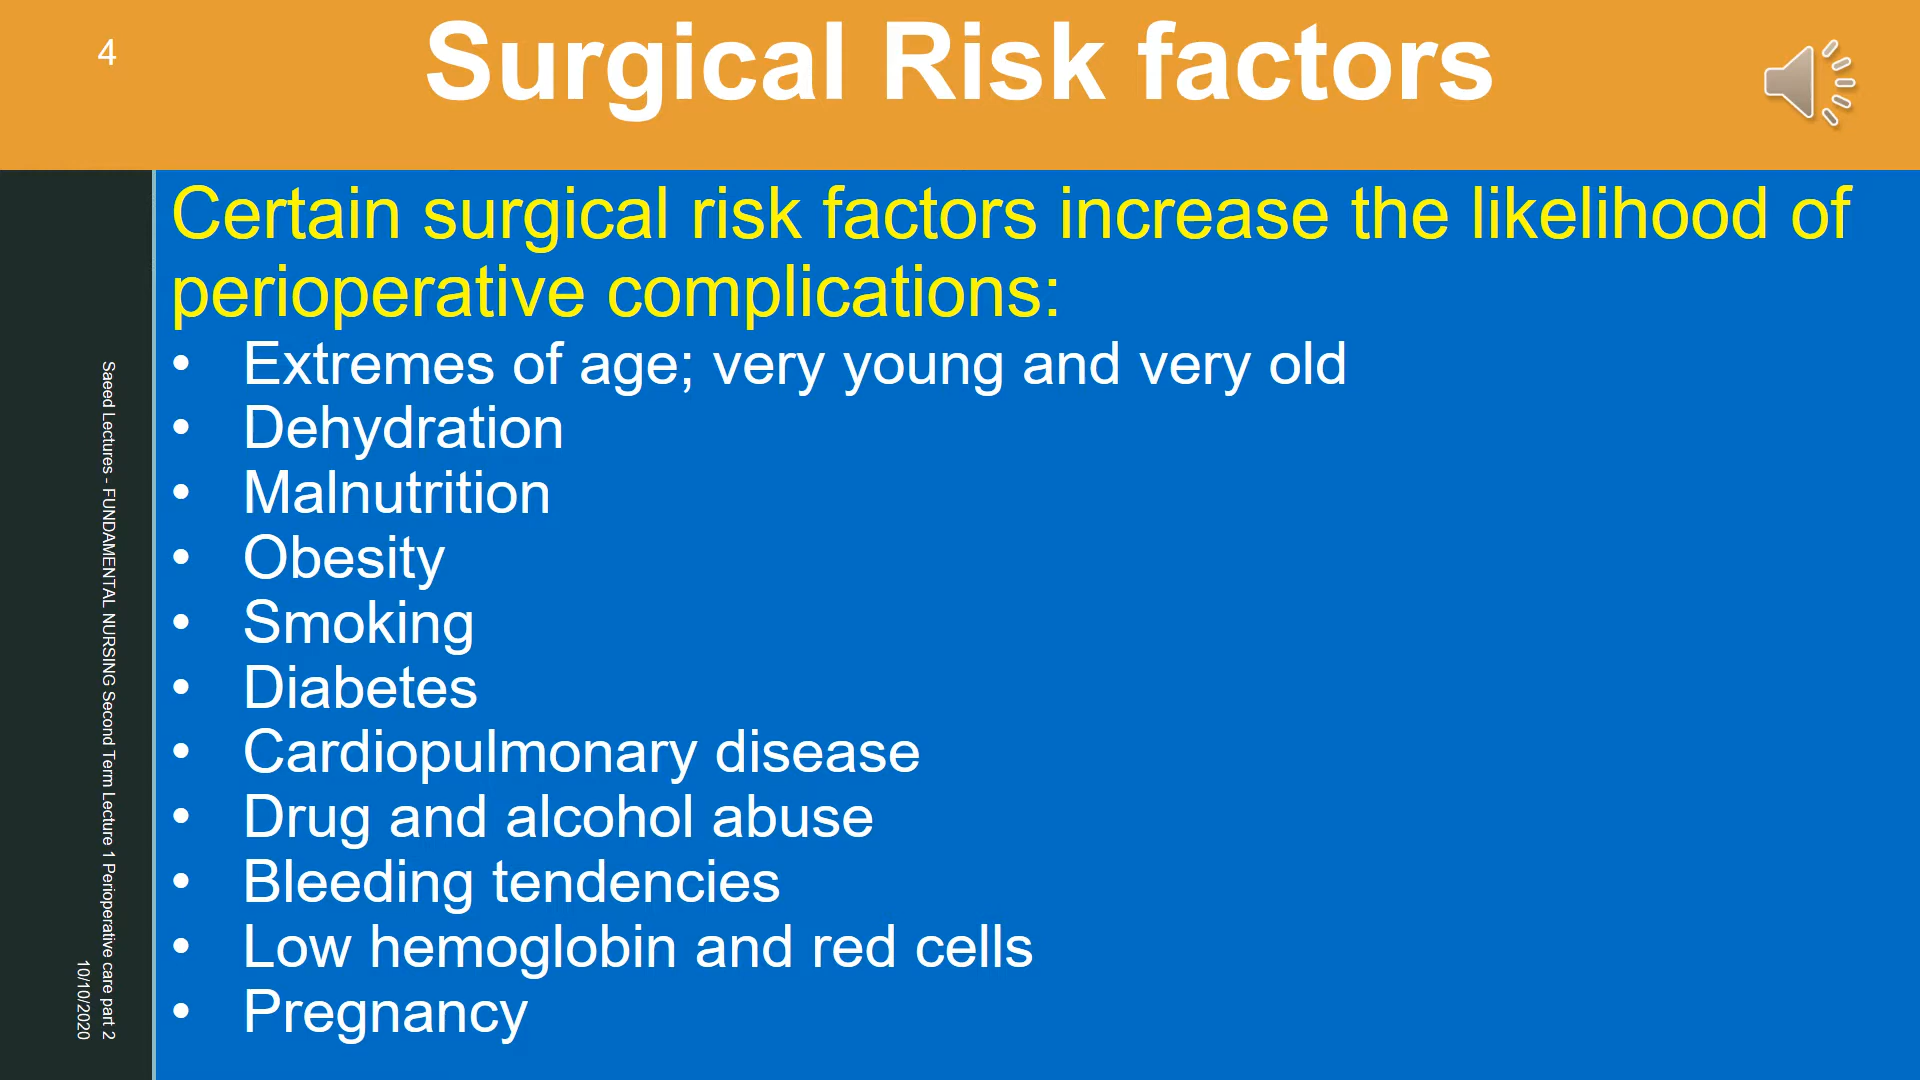 4
Surgical Risk factors
Certain surgical risk factors increase the likelihood of
perioperative complications:
• Extremes of age; very young and very old
• Dehydration
• Malnutrition
• Obesity
• Smoking
• Diabetes
• Cardiopulmonary disease
• Drug and alcohol abuse
• Bleeding tendencies
• Low hemoglobin and red cells
• Pregnancy
Saeed Lectures - FUNDAMENTAL NURSING Second Term Lecture 1 Perioperative care part 2
10/10/2020